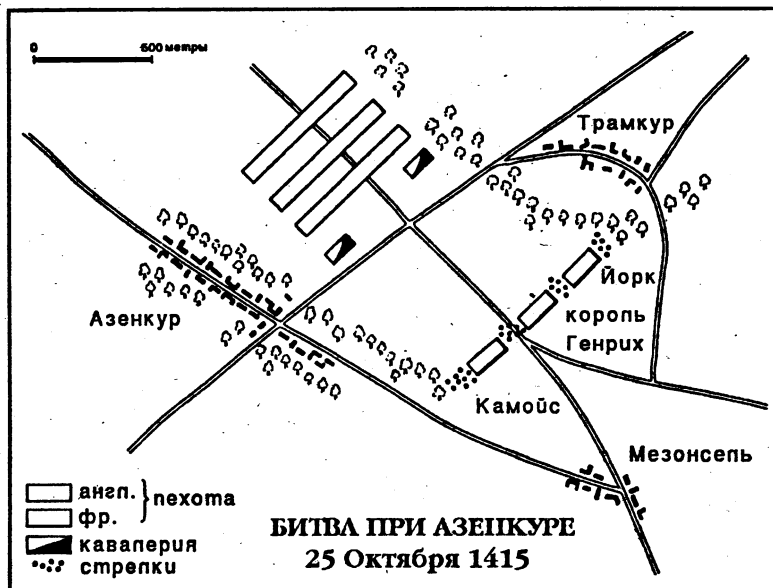 0 500 метры
Трамкур
Йорк
король
Генрих
Азенкур
Камойс
Мезонсель
англ. } пехота
фр.
кавалерия
стрелки
БИТВА ПРИ АЗЕНКУРЕ
25 Октября 1415